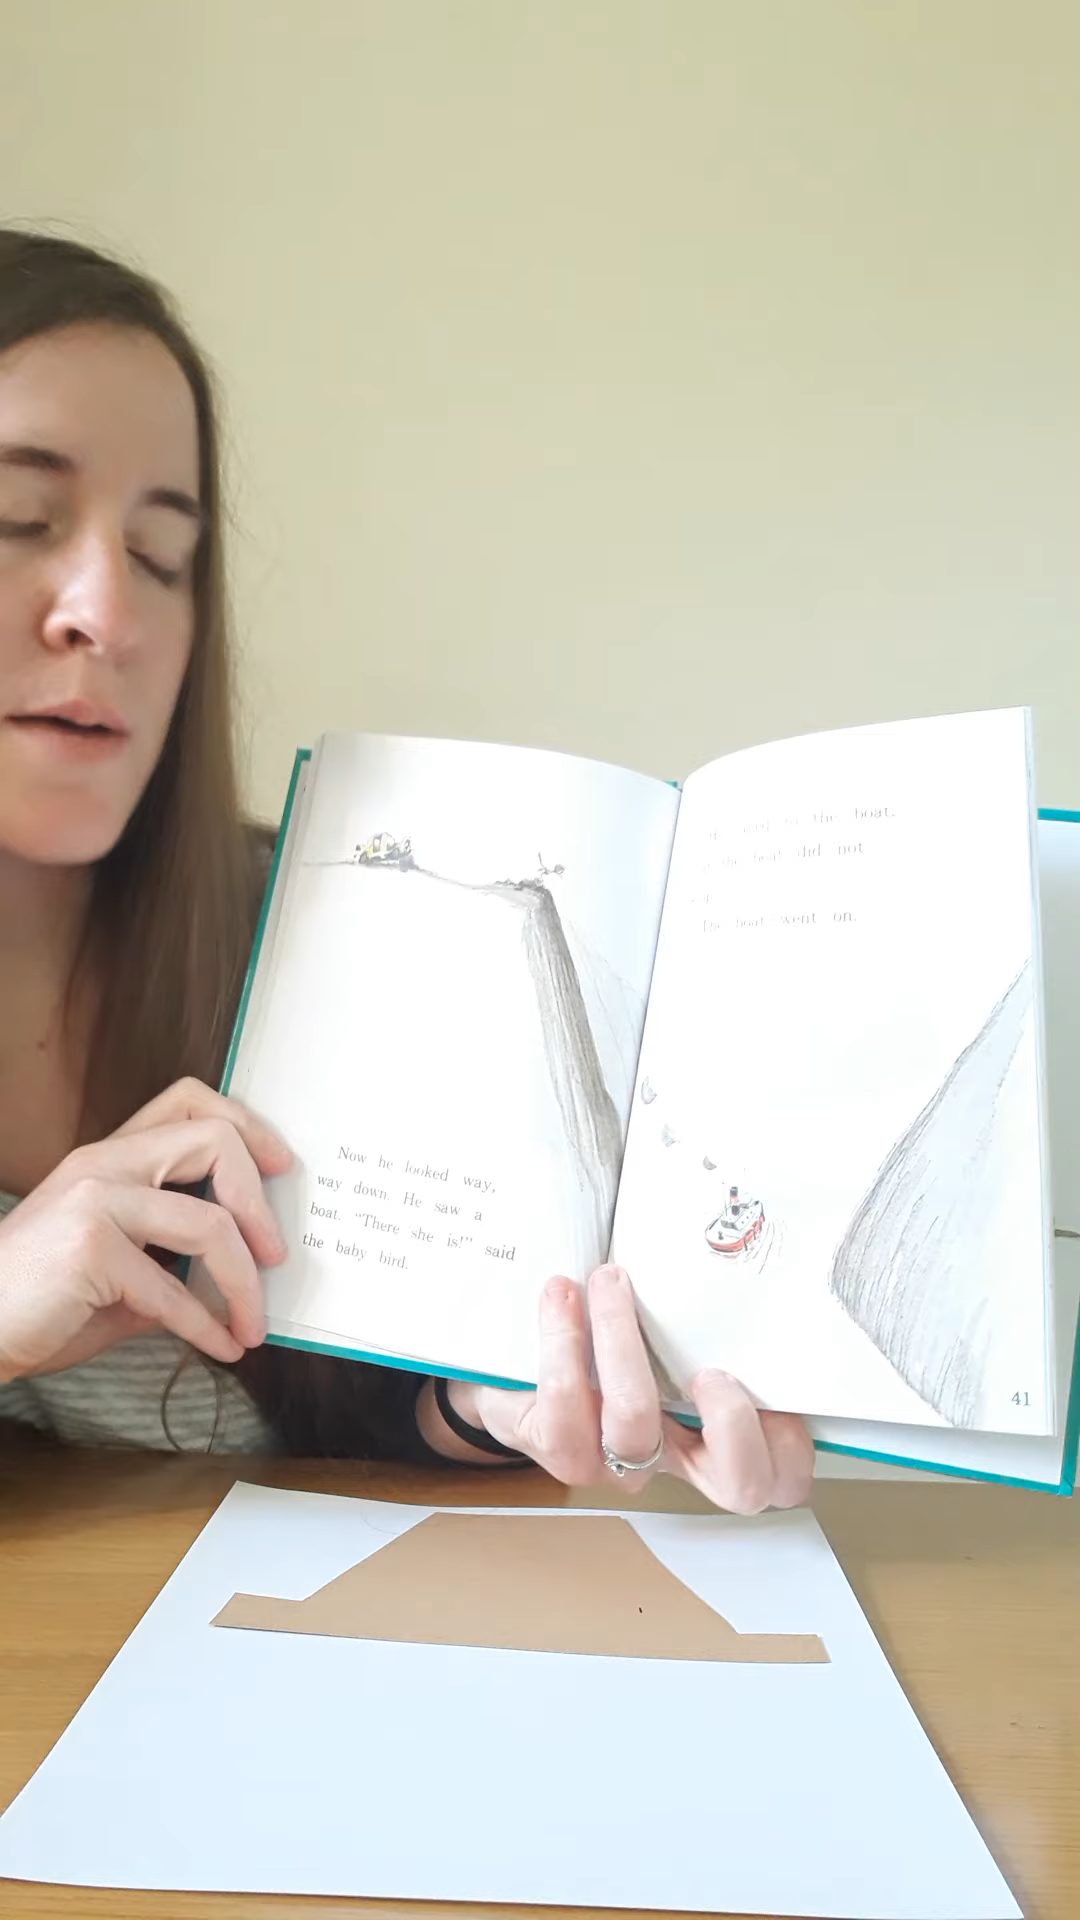 Now he looked way,
way down. He saw a
boat. “There she is!” said
the baby bird.
to the boat,
the boat did not
The boat went on.
41